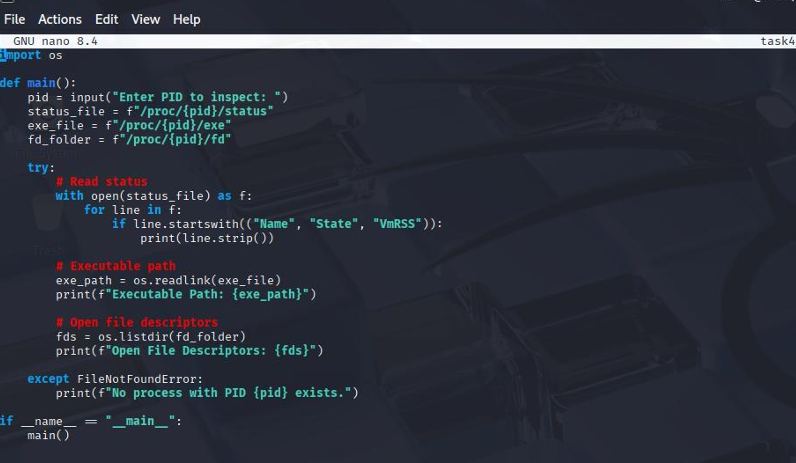 File Actions Edit View Help
GNU nano 8.4 task4
import os
def main():
    pid = input("Enter PID to inspect: ")
    status_file = f"/proc/{pid}/status"
    exe_file = f"/proc/{pid}/exe"
    fd_folder = f"/proc/{pid}/fd"
    try:
        # Read status
        with open(status_file) as f:
            for line in f:
                if line.startswith(("Name", "State", "VmRSS")):
                    print(line.strip())
        # Executable path
        exe_path = os.readlink(exe_file)
        print(f"Executable Path: {exe_path}")
        # Open file descriptors
        fds = os.listdir(fd_folder)
        print(f"Open File Descriptors: {fds}")
    except FileNotFoundError:
        print(f"No process with PID {pid} exists.")
if __name__ == "__main__":
    main()
Trash